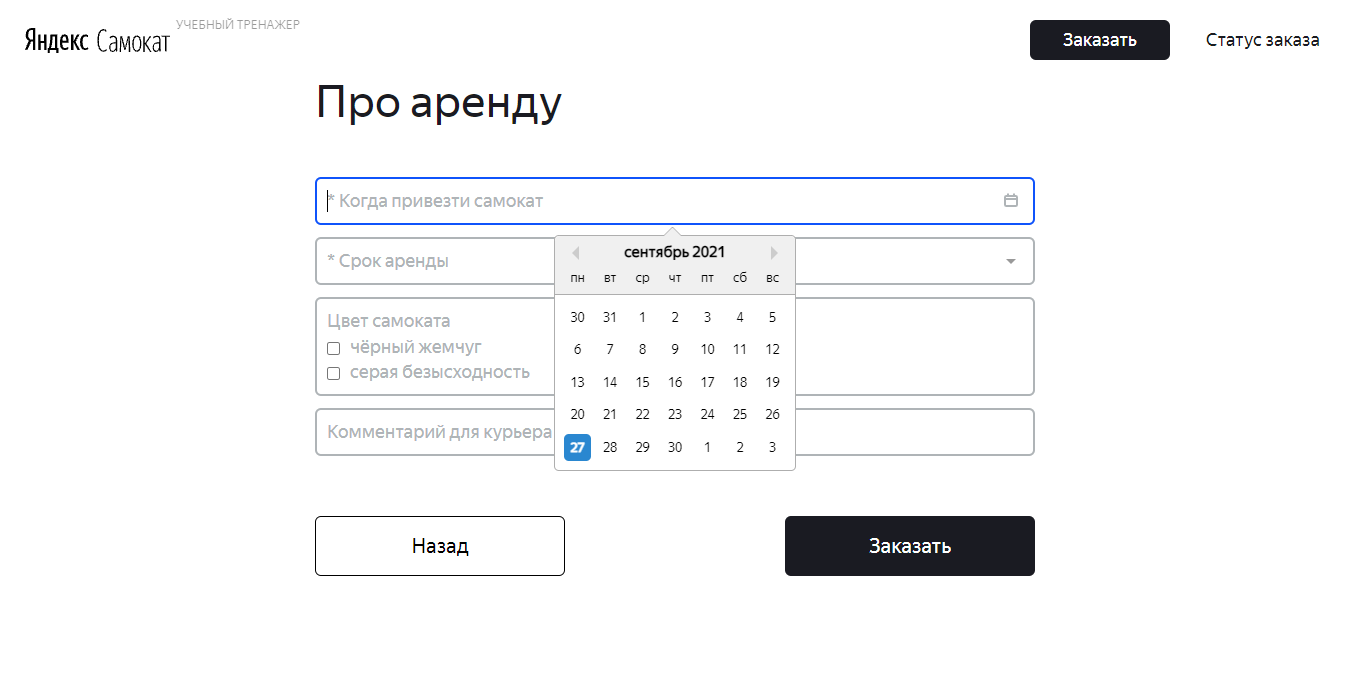 Яндекс Самокат УЧЕБНЫЙ ТРЕНАЖЕР
Заказать
Статус заказа
Про аренду
* Когда привезти самокат
* Срок аренды
сентябрь 2021
пн вт ср чт пт сб вс
30 31 1 2 3 4 5
6 7 8 9 10 11 12
13 14 15 16 17 18 19
20 21 22 23 24 25 26
27 28 29 30 1 2 3
Цвет самоката
чёрный жемчуг
серая безысходность
Комментарий для курьера
Назад
Заказать